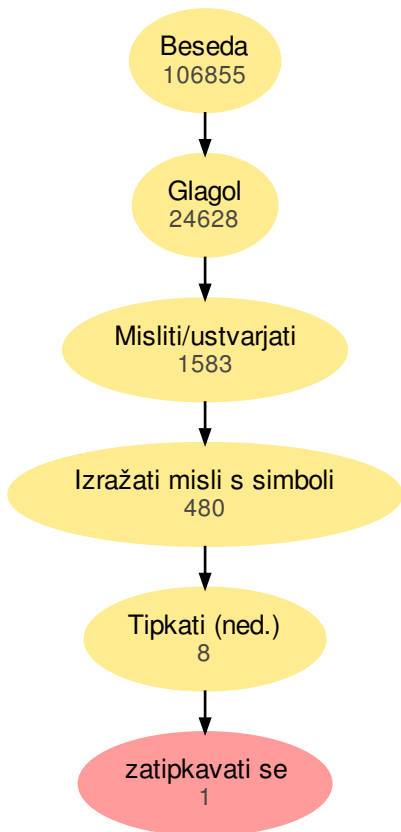 Beseda
106855
Glagol
24628
Misliti/ustvarjati
1583
Izražati misli s simboli
480
Tipkati (ned.)
8
zatipkavati se
1